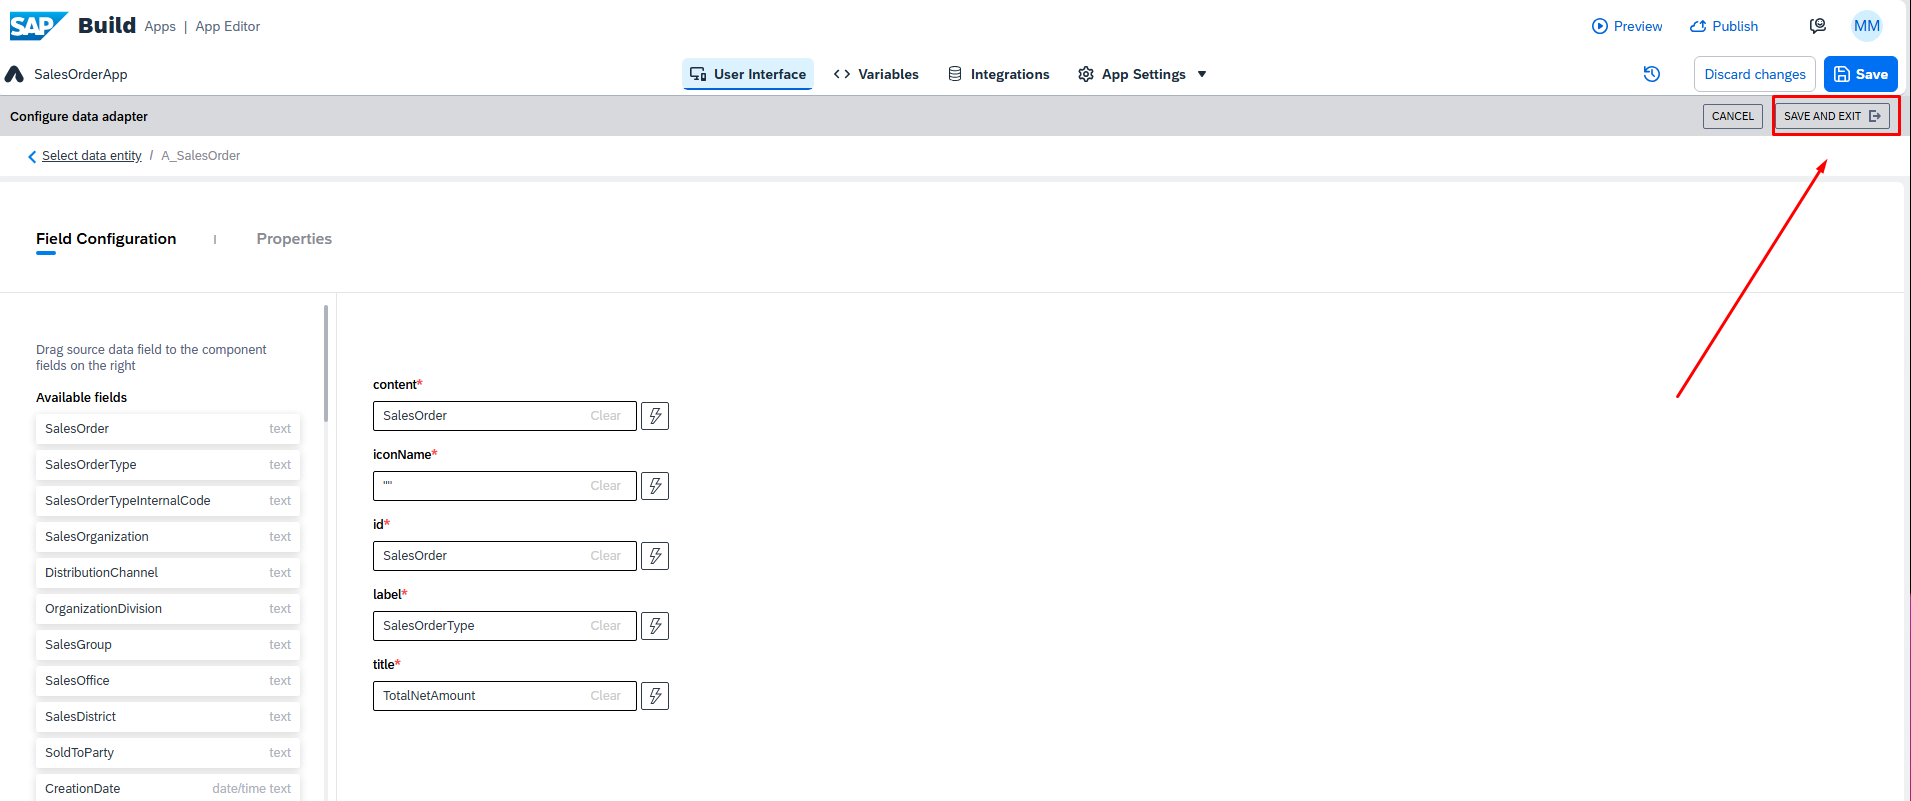 SAP Build Apps | App Editor Preview Publish MM
SalesOrderApp User Interface Variables Integrations App Settings Discard changes Save
Configure data adapter CANCEL SAVE AND EXIT
Select data entity / A_SalesOrder
Field Configuration Properties
Drag source data field to the component
fields on the right
Available fields
SalesOrder text
SalesOrderType text
SalesOrderTypeInternalCode text
SalesOrganization text
DistributionChannel text
OrganizationDivision text
SalesGroup text
SalesOffice text
SalesDistrict text
SoldToParty text
CreationDate date/time text
content*
SalesOrder Clear
iconName*
"" Clear
id*
SalesOrder Clear
label*
SalesOrderType Clear
title*
TotalNetAmount Clear